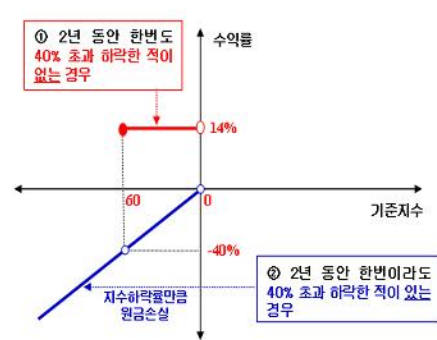 ① 2년 동안 한번도
40% 초과 하락한 적이
없는 경우
수익률
14%
60
0
기준지수
-40%
지수하락률만큼
원금손실
② 2년 동안 한번이라도
40% 초과 하락한 적이 있는
경우